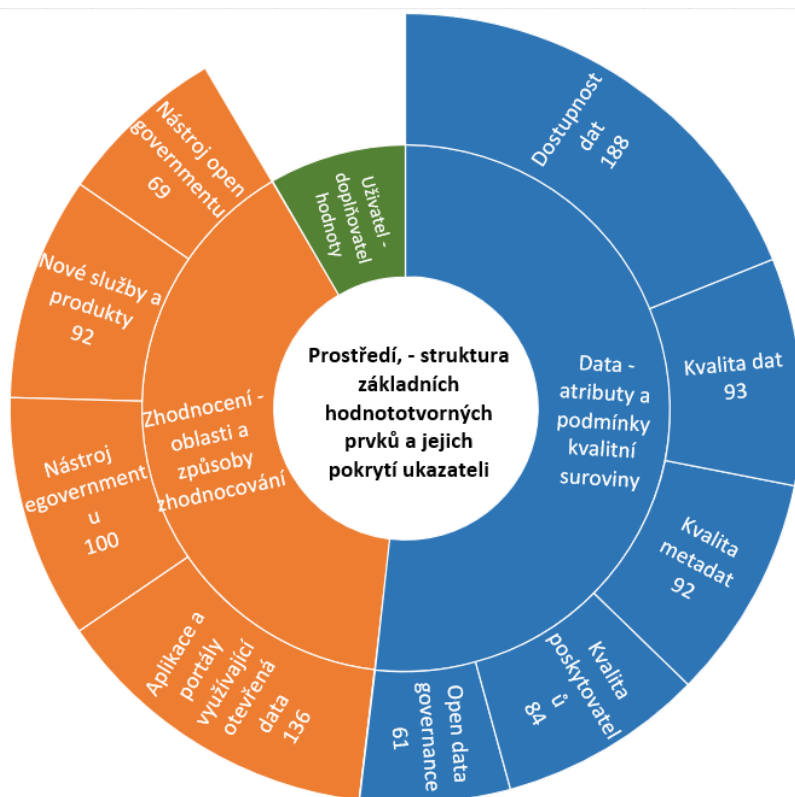 Prostředí, - struktura
základních
hodnototvorných
prvků a jejich
pokrytí ukazateli
Data -
atributy a
podmínky
kvalitní
suroviny
Dostupnost
dat
188
Kvalita dat
93
Kvalita
metadat
92
Kvalita
poskytovatel
ů
84
Open data
governance
61
Zhodnocení -
oblasti a
způsoby
zhodnocování
Aplikace a
portály
využívající
otevřená
data
136
Nástroj
egovernment
u
100
Nové služby a
produkty
92
Nástroj open
governmentu
69
Uživatel -
doplňovatel
hodnoty